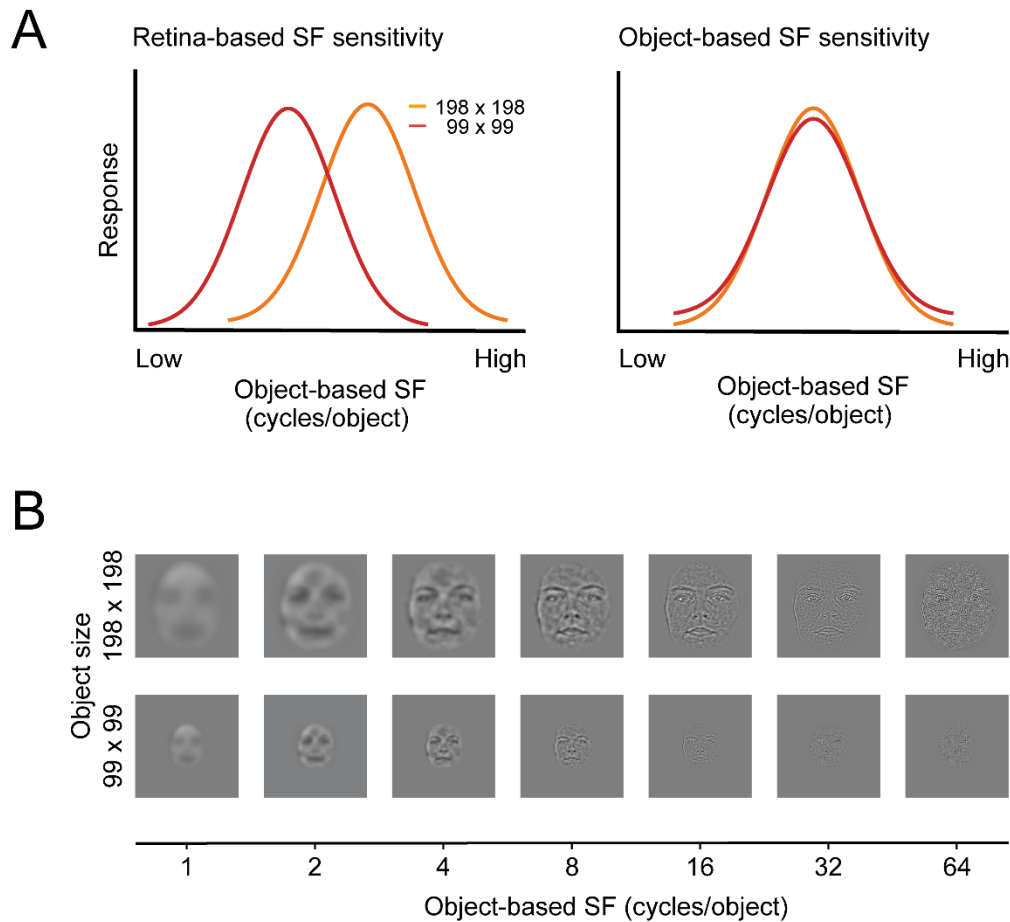 A
Retina-based SF sensitivity
198 x 198
99 x 99
Response
Low
High
Object-based SF
(cycles/object)
Object-based SF sensitivity
Low
High
Object-based SF
(cycles/object)
B
Object size
198 x 198
99 x 99
1 2 4 8 16 32 64
Object-based SF (cycles/object)